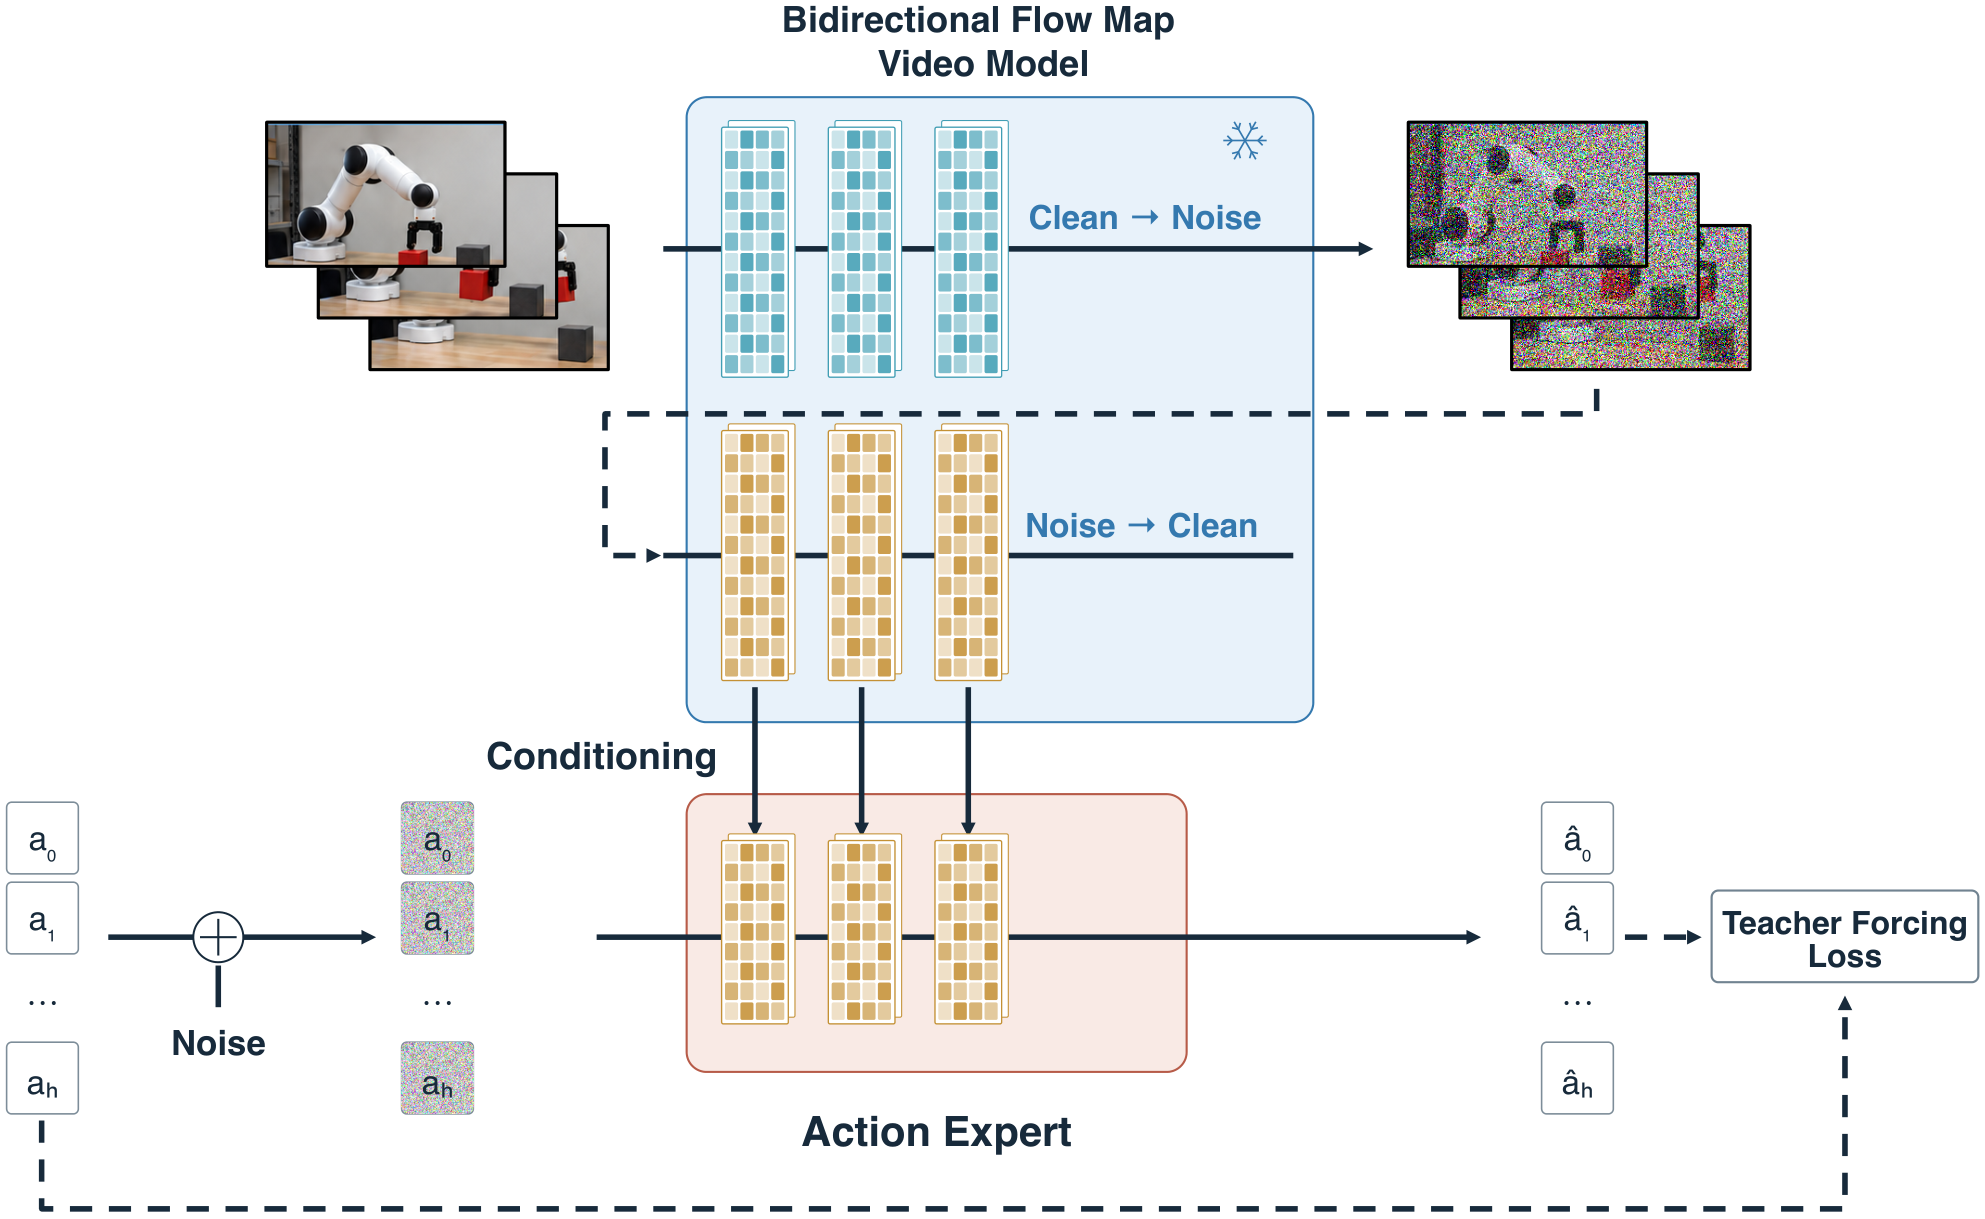 Bidirectional Flow Map
Video Model
Clean → Noise
Noise → Clean
Conditioning
a₀
a₁
...
aₕ
Noise
a₀
a₁
...
aₕ
Action Expert
â₀
â₁
...
âₕ
Teacher Forcing
Loss